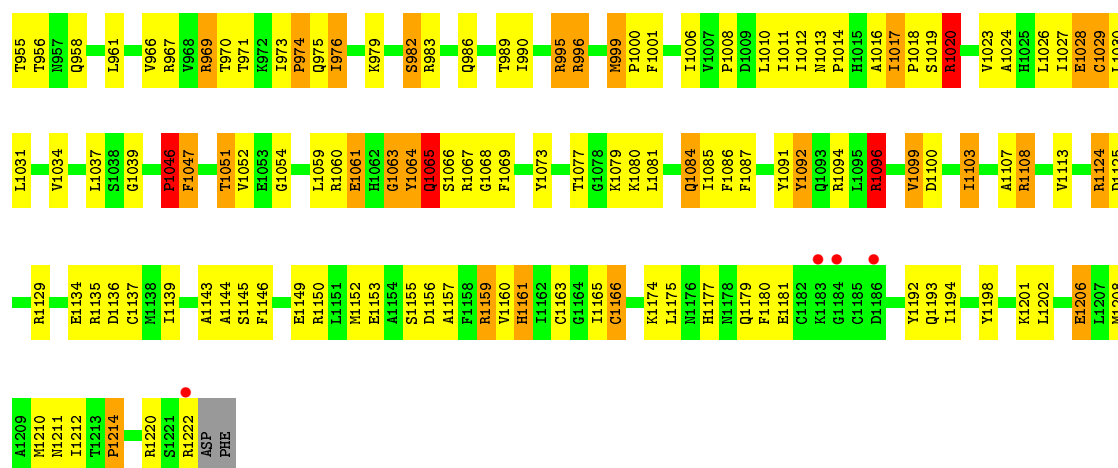 T955 T956 N957 Q958 L961 V966 R967 V968 R969 T970 T971 K972 I973 P974 Q975 I976 K979 S982 R983 Q986 T989 I990 R995 R996 M999 P1000 F1001 I1006 V1007 P1008 D1009 L1010 I1011 I1012 N1013 P1014 H1015 A1016 I1017 P1018 S1019 R1020 V1023 A1024 H1025 L1026 I1027 E1028 C1029
L1031 V1034 L1037 S1038 G1039 P1046 F1047 T1051 V1052 E1053 G1054 L1059 R1060 E1061 H1062 G1063 Y1064 Q1065 S1066 R1067 G1068 F1069 Y1073 T1077 G1078 K1079 K1080 L1081 Q1084 I1085 F1086 F1087 Y1091 Y1092 Q1093 R1094 L1095 R1096 V1099 D1100 I1103 A1107 R1108 V1113 R1124 D1125
R1129 E1134 R1135 D1136 C1137 M1138 I1139 A1143 A1144 S1145 F1146 E1149 R1150 L1151 M1152 E1153 A1154 S1155 D1156 A1157 F1158 R1159 V1160 H1161 I1162 C1163 G1164 I1165 C1166 K1174 L1175 N1176 H1177 N1178 Q1179 F1180 E1181 C1182 K1183 G1184 C1185 D1186 Y1192 Q1193 I1194 Y1198 K1201 L1202 E1206 L1207 M1208
A1209 M1210 N1211 I1212 T1213 P1214 R1220 S1221 R1222 ASP PHE